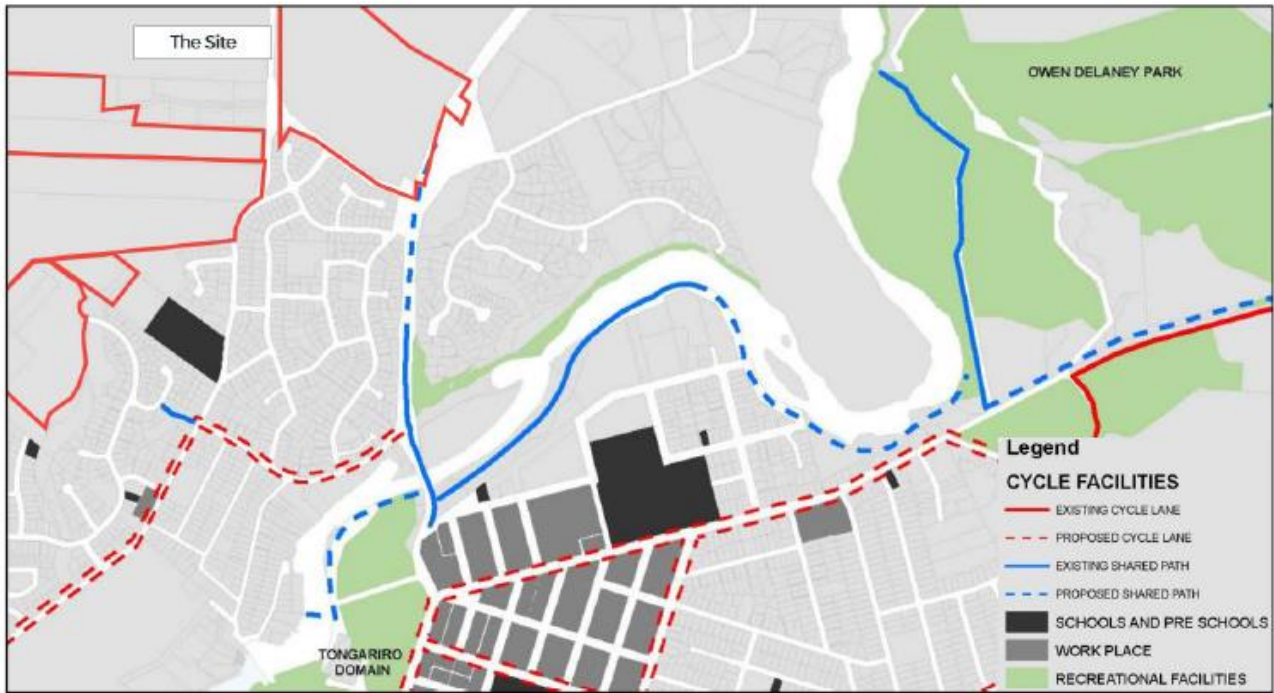 The Site
OWEN DELANEY PARK
TONGARIRO
DOMAIN
Legend
CYCLE FACILITIES
EXISTING CYCLE LANE
PROPOSED CYCLE LANE
EXISTING SHARED PATH
PROPOSED SHARED PATH
SCHOOLS AND PRE SCHOOLS
WORK PLACE
RECREATIONAL FACILITIES